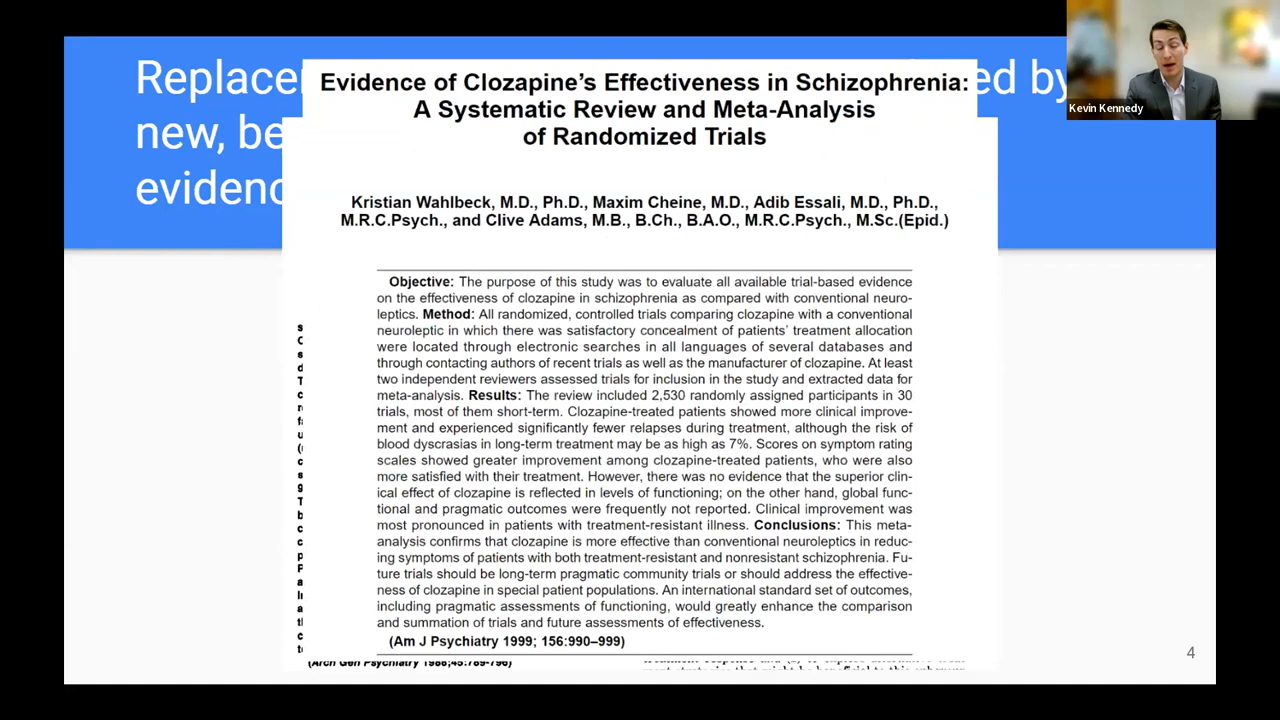 Replacer
ed by
new, be
evidenc
Kevin Kennedy
Evidence of Clozapine's Effectiveness in Schizophrenia:
A Systematic Review and Meta-Analysis
of Randomized Trials
Kristian Wahlbeck, M.D., Ph.D., Maxim Cheine, M.D., Adib Essali, M.D., Ph.D.,
M.R.C.Psych., and Clive Adams, M.B., B.Ch., B.A.O., M.R.C.Psych., M.Sc.(Epid.)
Objective: The purpose of this study was to evaluate all available trial-based evidence
on the effectiveness of clozapine in schizophrenia as compared with conventional neuro-
leptics. Method: All randomized, controlled trials comparing clozapine with a conventional
neuroleptic in which there was satisfactory concealment of patients' treatment allocation
were located through electronic searches in all languages of several databases and
through contacting authors of recent trials as well as the manufacturer of clozapine. At least
two independent reviewers assessed trials for inclusion in the study and extracted data for
meta-analysis. Results: The review included 2,530 randomly assigned participants in 30
trials, most of them short-term. Clozapine-treated patients showed more clinical improve-
ment and experienced significantly fewer relapses during treatment, although the risk of
blood dyscrasias in long-term treatment may be as high as 7%. Scores on symptom rating
scales showed greater improvement among clozapine-treated patients, who were also
more satisfied with their treatment. However, there was no evidence that the superior clin-
ical effect of clozapine is reflected in levels of functioning; on the other hand, global func-
tional and pragmatic outcomes were frequently not reported. Clinical improvement was
most pronounced in patients with treatment-resistant illness. Conclusions: This meta-
analysis confirms that clozapine is more effective than conventional neuroleptics in reduc-
ing symptoms of patients with both treatment-resistant and nonresistant schizophrenia. Fu-
ture trials should be long-term pragmatic community trials or should address the effective-
ness of clozapine in special patient populations. An international standard set of outcomes,
including pragmatic assessments of functioning, would greatly enhance the comparison
and summation of trials and future assessments of effectiveness.
(Am J Psychiatry 1999; 156:990–999)
(Arch Gen Psychiatry 1988;45:789-796)
4